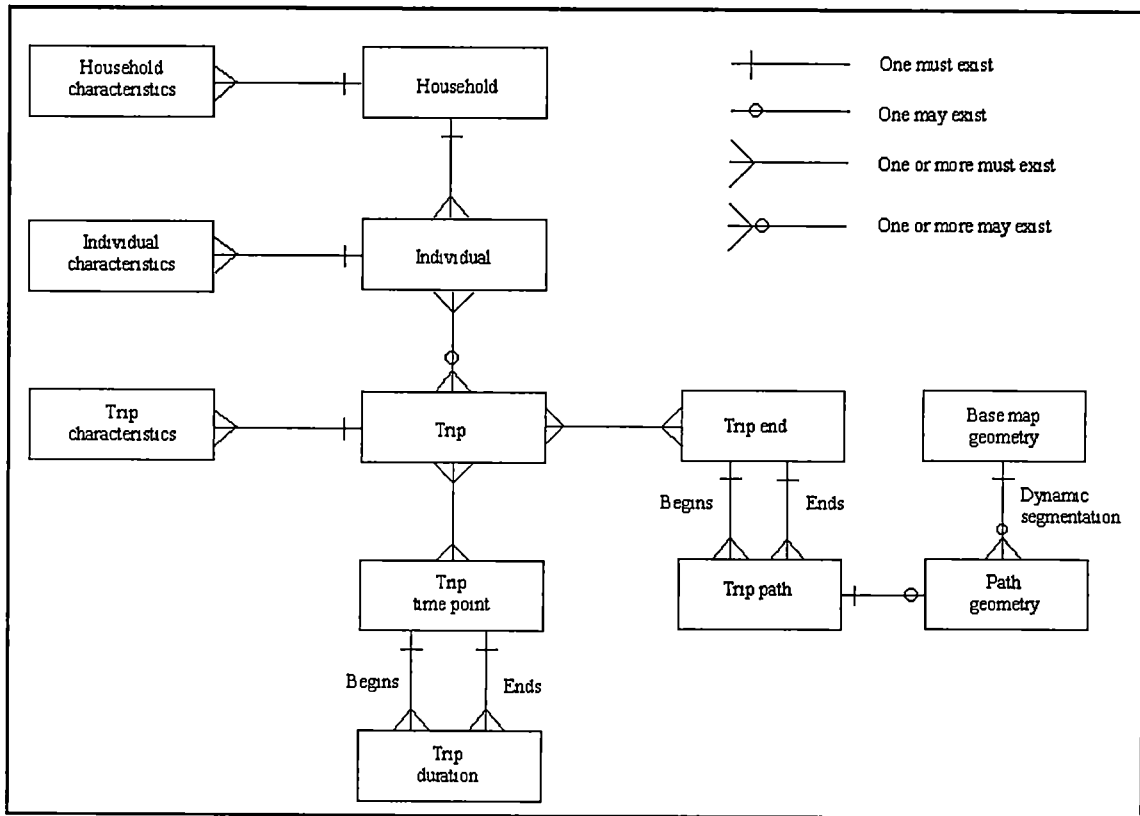 Household
characteristics
Household
One must exist
One may exist
One or more must exist
One or more may exist
Individual
characteristics
Individual
Trip
characteristics
Trip
Trip end
Base map
geometry
Begins
Ends
Dynamic
segmentation
Trip
time point
Trip path
Path
geometry
Begins
Ends
Trip
duration